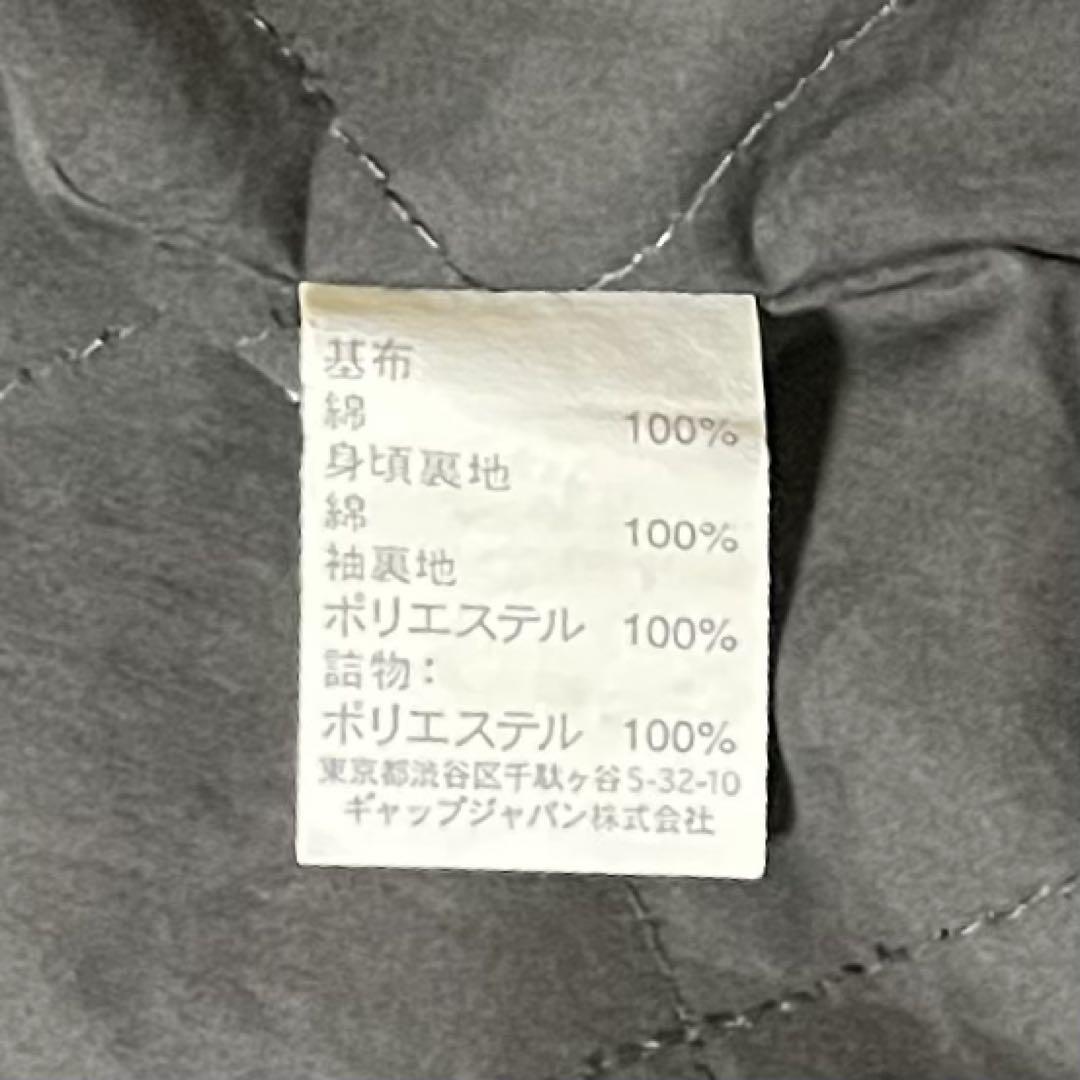 基布
綿 100%
身頃裏地
綿 100%
袖裏地
ポリエステル 100%
詰物:
ポリエステル 100%
東京都渋谷区千駄ヶ谷5-32-10
ギャップジャパン株式会社